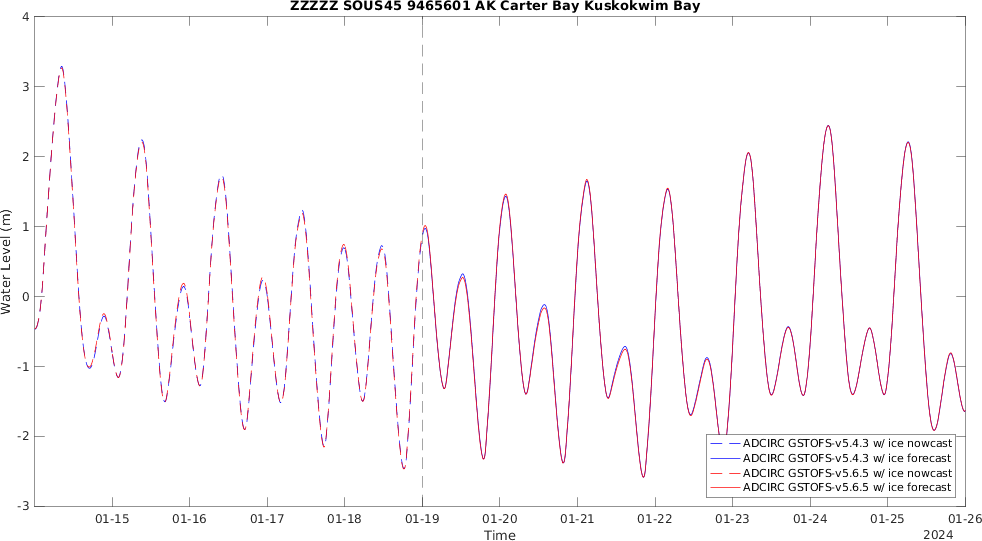 ZZZZZ SOUS45 9465601 AK Carter Bay Kuskokwim Bay
4
3
2
1
0
-1
-2
-3
Water Level (m)
ADCIRC GSTOFS-v5.4.3 w/ ice nowcast
ADCIRC GSTOFS-v5.4.3 w/ ice forecast
ADCIRC GSTOFS-v5.6.5 w/ ice nowcast
ADCIRC GSTOFS-v5.6.5 w/ ice forecast
01-15 01-16 01-17 01-18 01-19 01-20 01-21 01-22 01-23 01-24 01-25 01-26
Time
2024